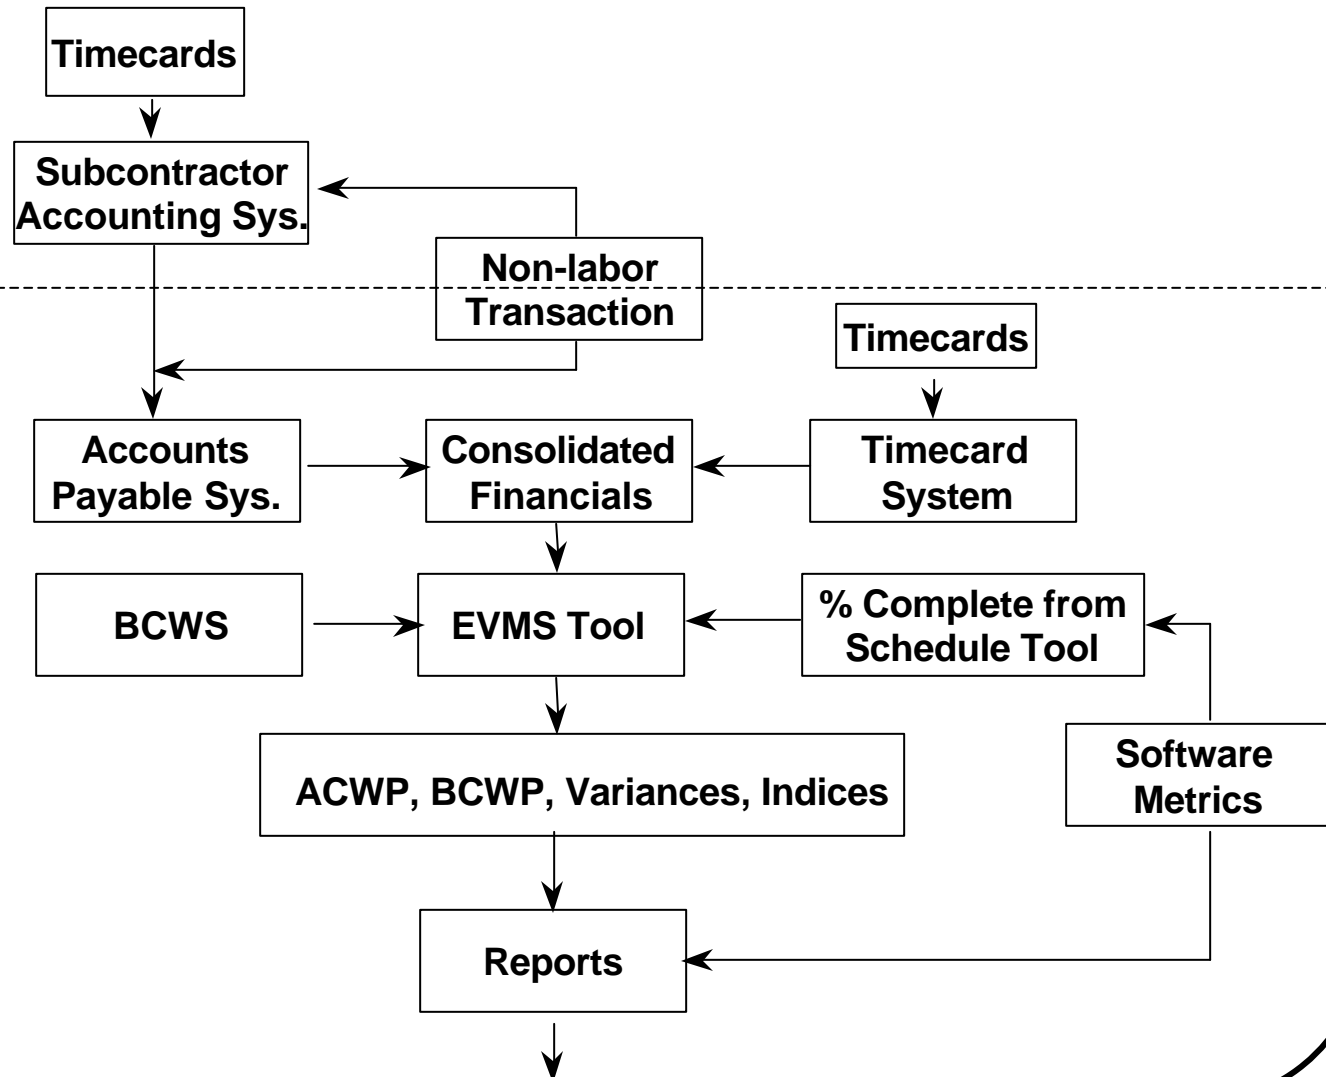 Timecards
Subcontractor
Accounting Sys.
Non-labor
Transaction
Timecards
Accounts
Payable Sys.
Consolidated
Financials
Timecard
System
BCWS
EVMS Tool
% Complete from
Schedule Tool
ACWP, BCWP, Variances, Indices
Software
Metrics
Reports